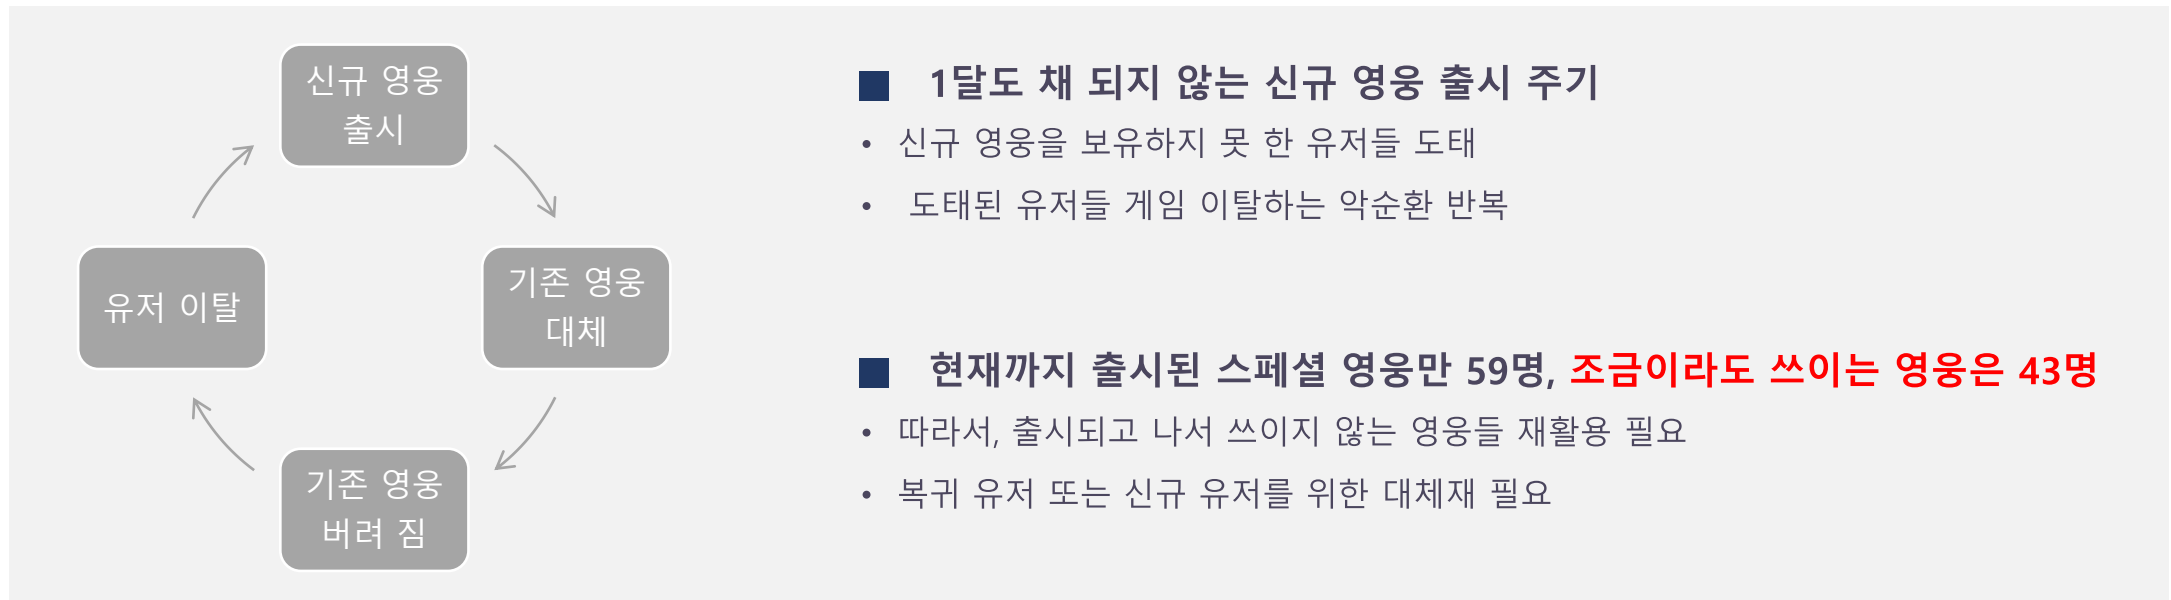 신규 영웅
출시
기존 영웅
대체
기존 영웅
버려 짐
유저 이탈
■ 1달도 채 되지 않는 신규 영웅 출시 주기
• 신규 영웅을 보유하지 못 한 유저들 도태
• 도태된 유저들 게임 이탈하는 악순환 반복
■ 현재까지 출시된 스페셜 영웅만 59명, 조금이라도 쓰이는 영웅은 43명
• 따라서, 출시되고 나서 쓰이지 않는 영웅들 재활용 필요
• 복귀 유저 또는 신규 유저를 위한 대체재 필요